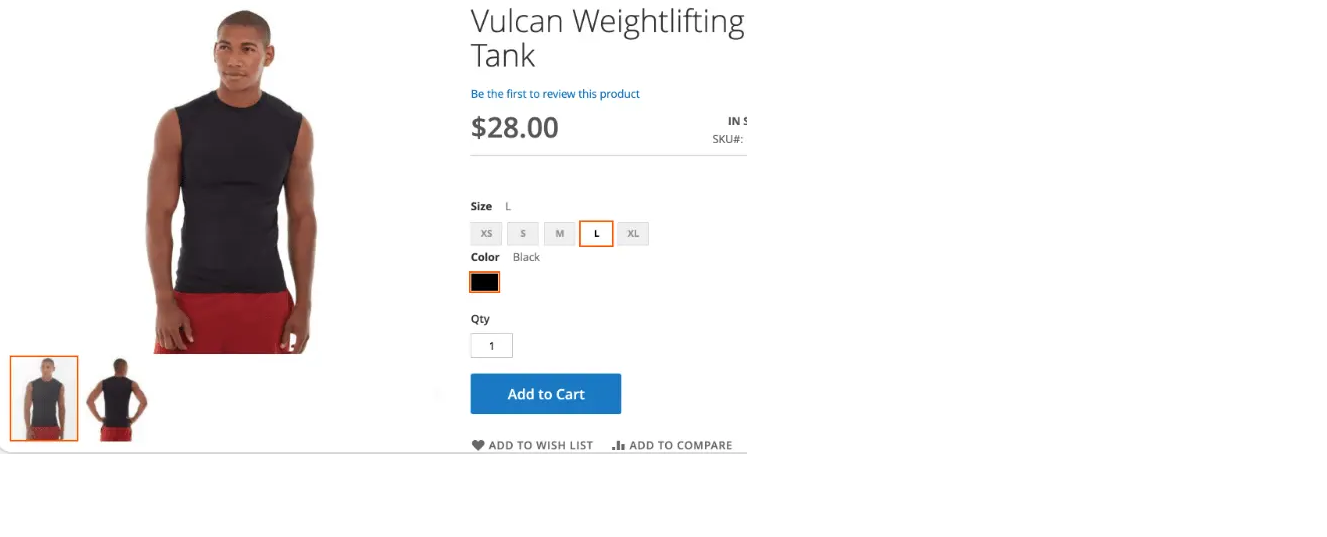 Vulcan Weightlifting
Tank
Be the first to review this product
$28.00
IN S
SKU#:
Size L
XS S M L XL
Color Black
Qty
1
Add to Cart
ADD TO WISH LIST ADD TO COMPARE